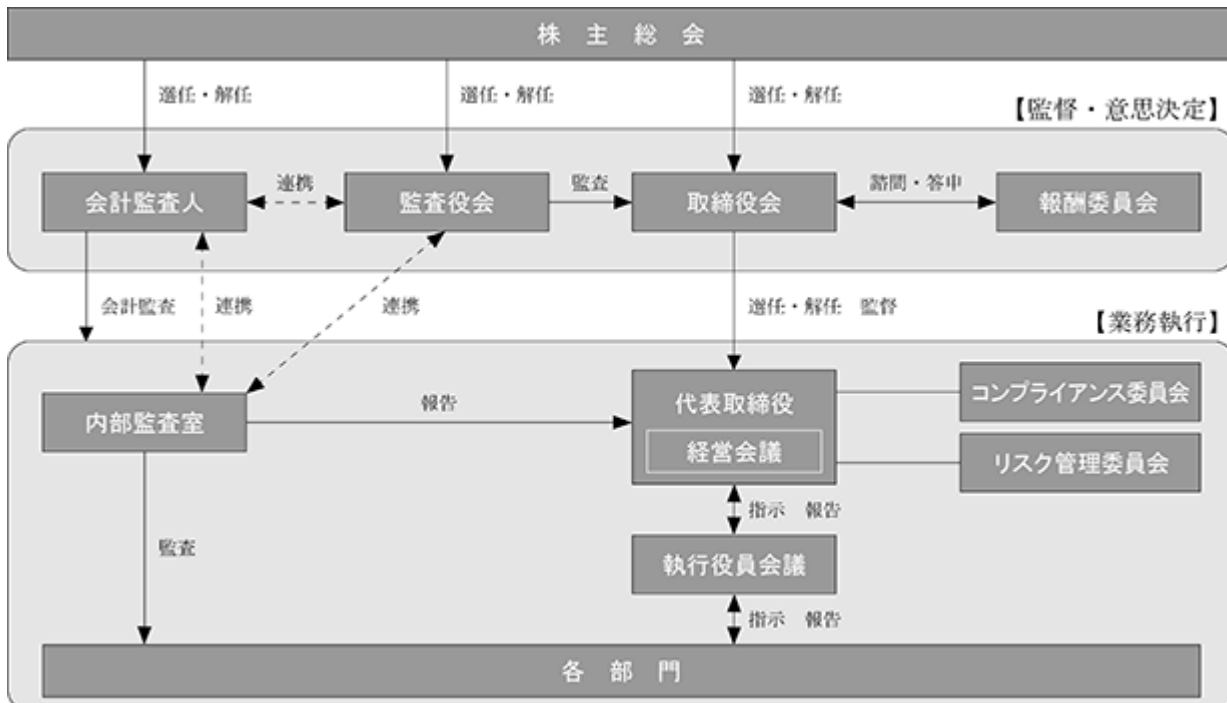 株主総会
選任・解任
選任・解任
選任・解任
【監督・意思決定】
会計監査人
連携
監査役会
監査
取締役会
諮問・答申
報酬委員会
会計監査
連携
連携
選任・解任 監督
【業務執行】
内部監査室
報告
代表取締役
経営会議
コンプライアンス委員会
リスク管理委員会
指示 報告
監査
執行役員会議
指示 報告
各部門